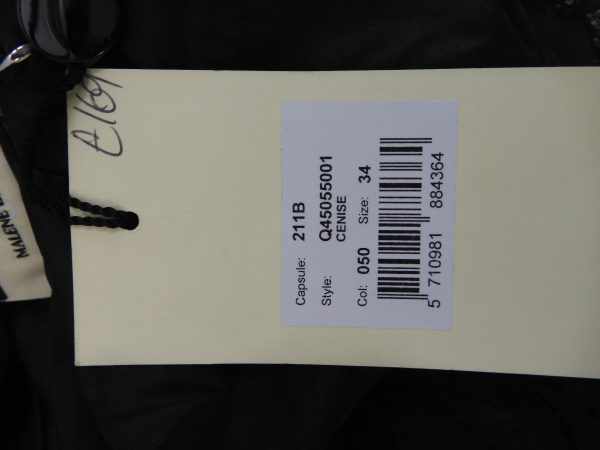 £169
Capsule: 211B
Style: Q45055001
CENISE
Col: 050 Size: 34
5 710981 884364
MALENE